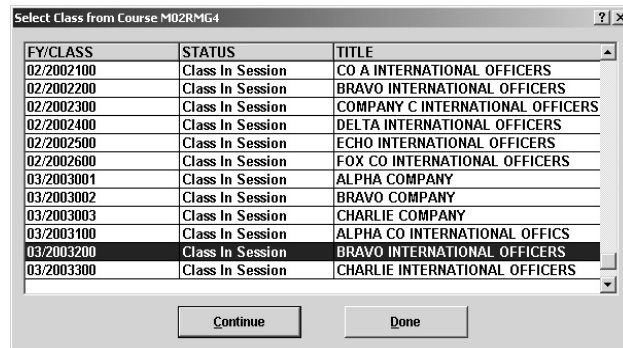 Select Class from Course M02RMG4
FY/CLASS STATUS TITLE
02/2002100 Class In Session CO A INTERNATIONAL OFFICERS
02/2002200 Class In Session BRAVO INTERNATIONAL OFFICERS
02/2002300 Class In Session COMPANY C INTERNATIONAL OFFICERS
02/2002400 Class In Session DELTA INTERNATIONAL OFFICERS
02/2002500 Class In Session ECHO INTERNATIONAL OFFICERS
02/2002600 Class In Session FOX CO INTERNATIONAL OFFICERS
03/2003001 Class In Session ALPHA COMPANY
03/2003002 Class In Session BRAVO COMPANY
03/2003003 Class In Session CHARLIE COMPANY
03/2003100 Class In Session ALPHA CO INTERNATIONAL OFFICS
03/2003200 Class In Session BRAVO INTERNATIONAL OFFICERS
03/2003300 Class In Session CHARLIE INTERNATIONAL OFFICERS
Continue Done